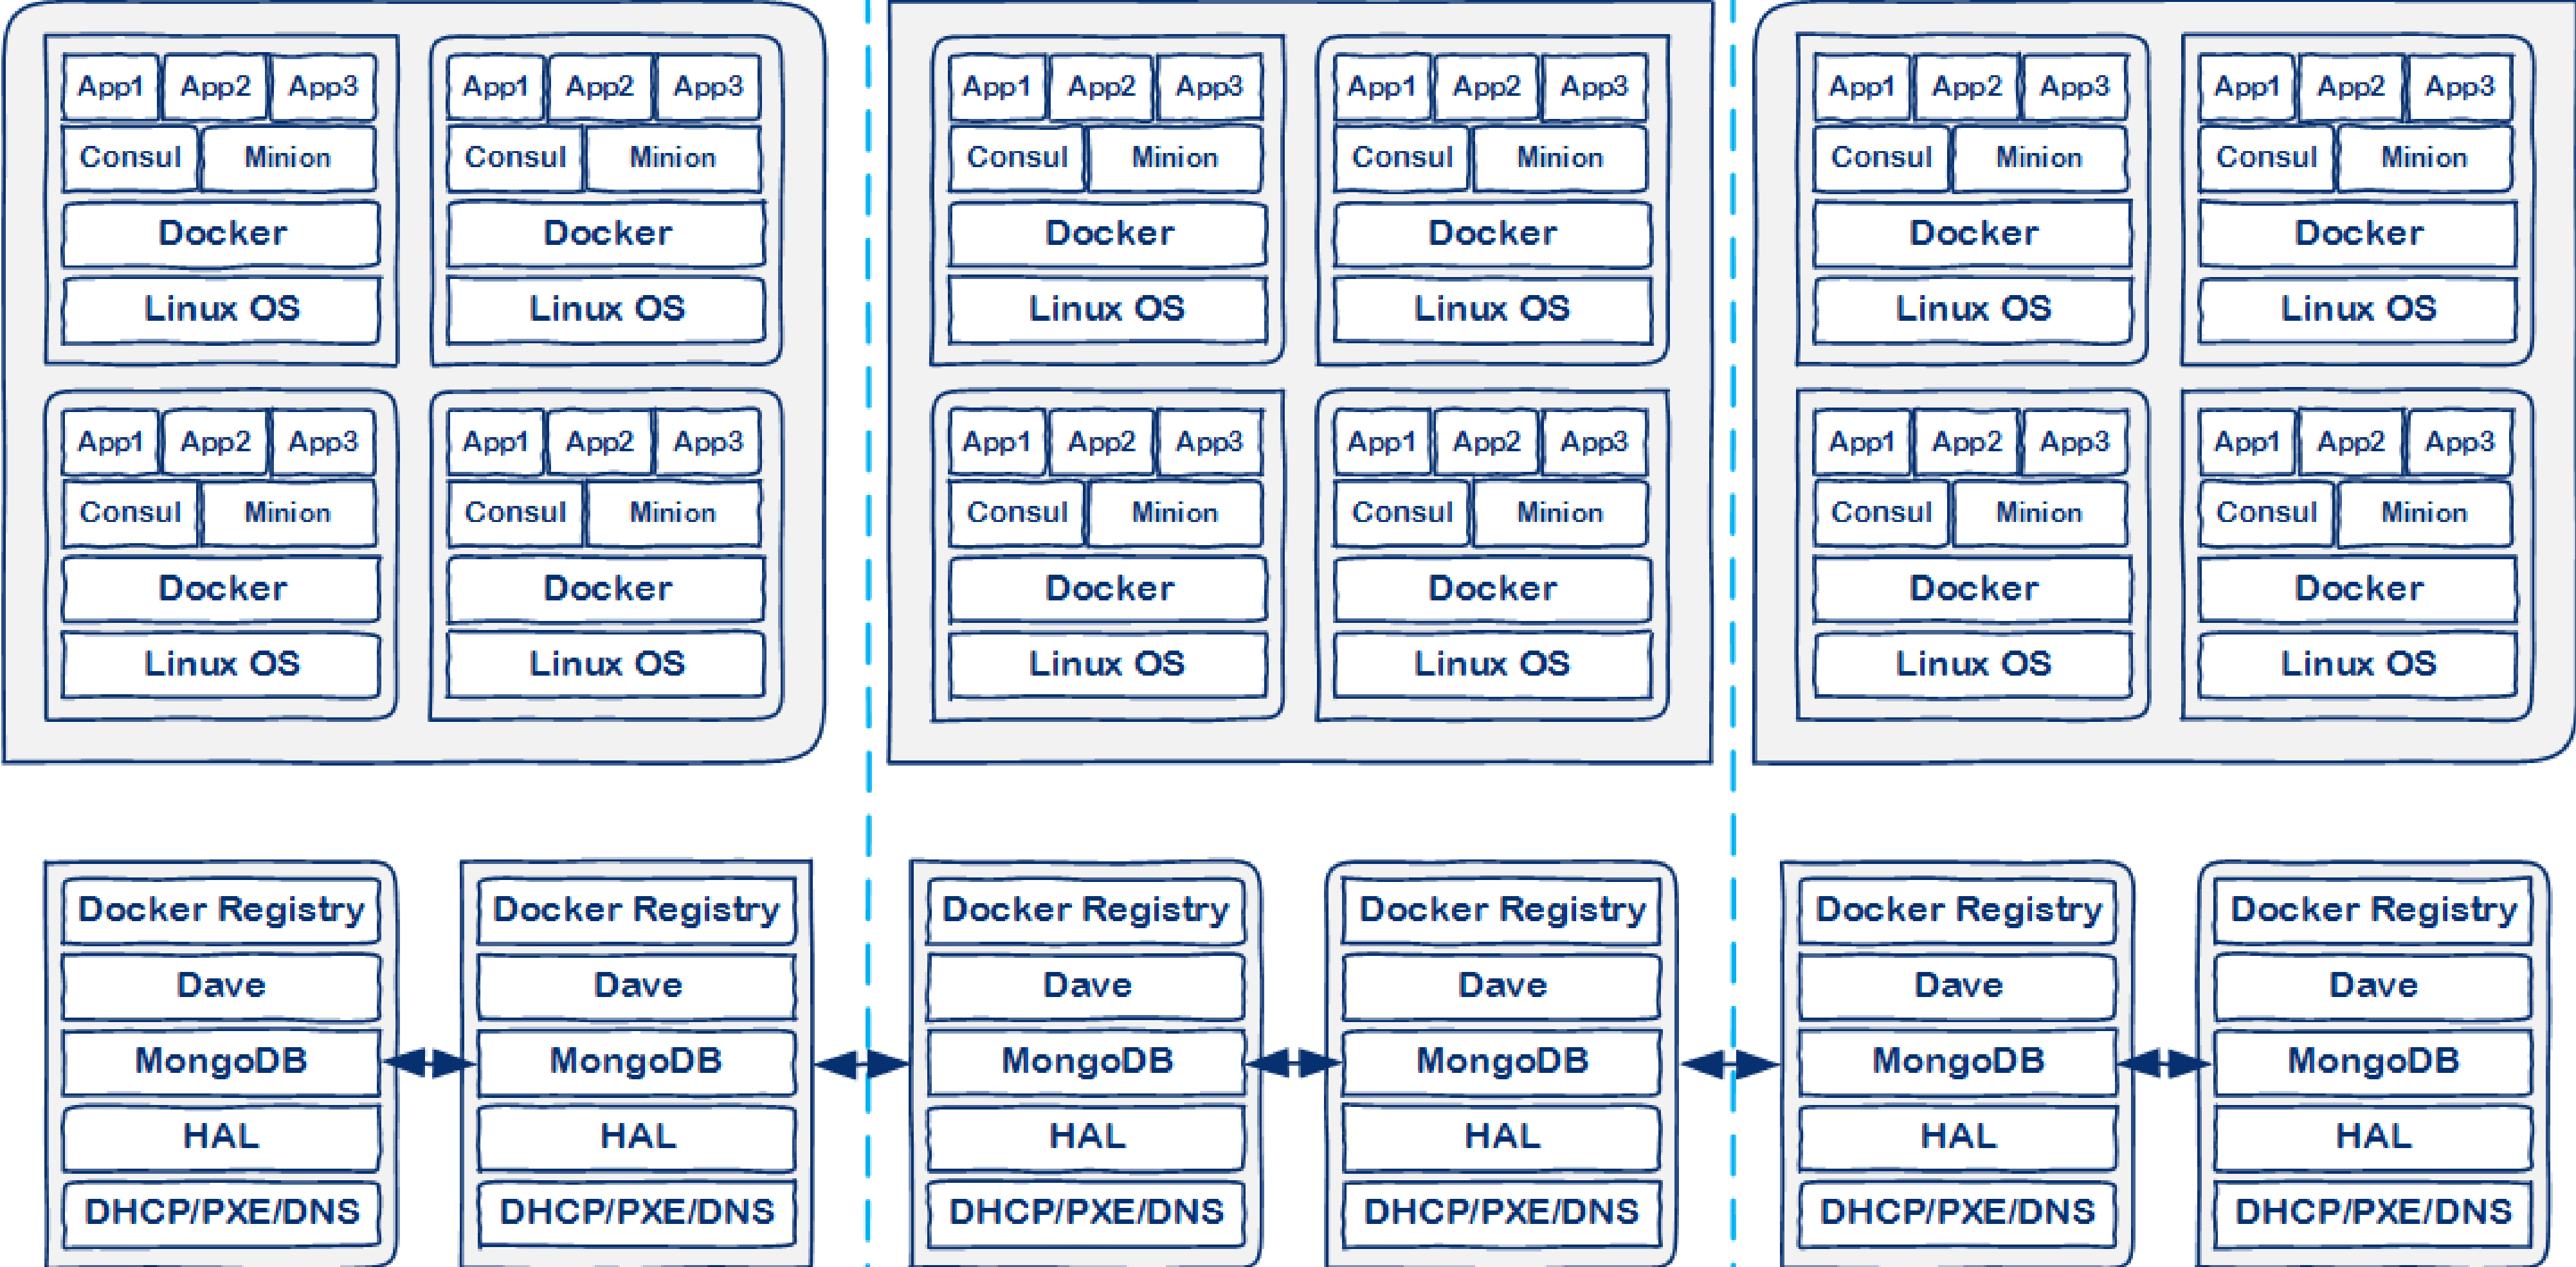 App1 App2 App3 App1 App2 App3 App1 App2 App3 App1 App2 App3 App1 App2 App3 App1 App2 App3
Consul Minion Consul Minion Consul Minion Consul Minion Consul Minion Consul Minion
Docker Docker Docker Docker Docker Docker
Linux OS Linux OS Linux OS Linux OS Linux OS Linux OS
App1 App2 App3 App1 App2 App3 App1 App2 App3 App1 App2 App3 App1 App2 App3 App1 App2 App3
Consul Minion Consul Minion Consul Minion Consul Minion Consul Minion Consul Minion
Docker Docker Docker Docker Docker Docker
Linux OS Linux OS Linux OS Linux OS Linux OS Linux OS
Docker Registry Docker Registry Docker Registry Docker Registry Docker Registry Docker Registry
Dave Dave Dave Dave Dave Dave
MongoDB MongoDB MongoDB MongoDB MongoDB MongoDB
HAL HAL HAL HAL HAL HAL
DHCP/PXE/DNS DHCP/PXE/DNS DHCP/PXE/DNS DHCP/PXE/DNS DHCP/PXE/DNS DHCP/PXE/DNS